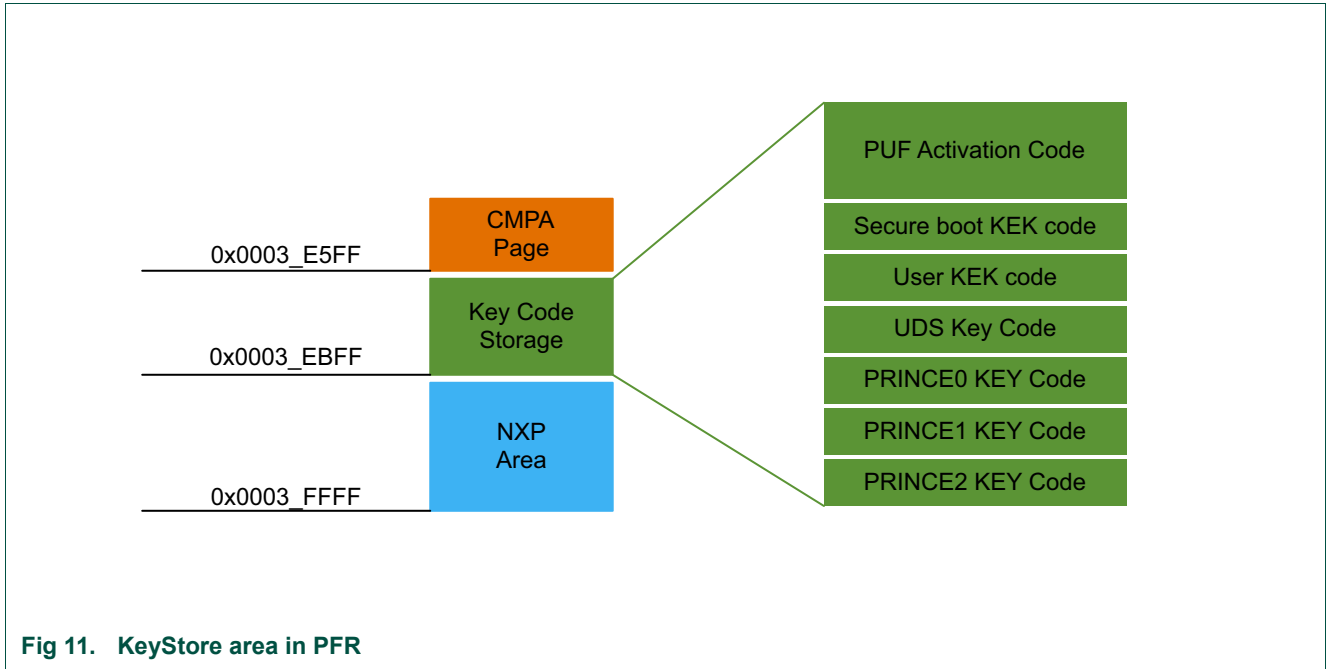 CMPA
Page
0x0003_E5FF
Key Code
Storage
0x0003_EBFF
NXP
Area
0x0003_FFFF
PUF Activation Code
Secure boot KEK code
User KEK code
UDS Key Code
PRINCE0 KEY Code
PRINCE1 KEY Code
PRINCE2 KEY Code
Fig 11. KeyStore area in PFR